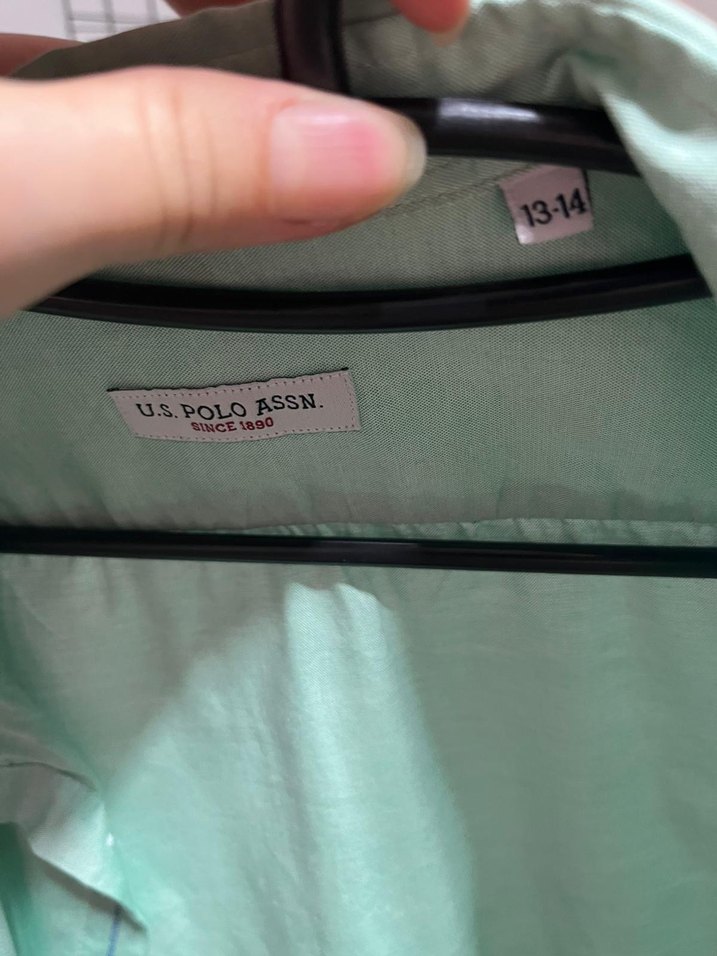 13-14
U.S. POLO ASSN.
SINCE 1890